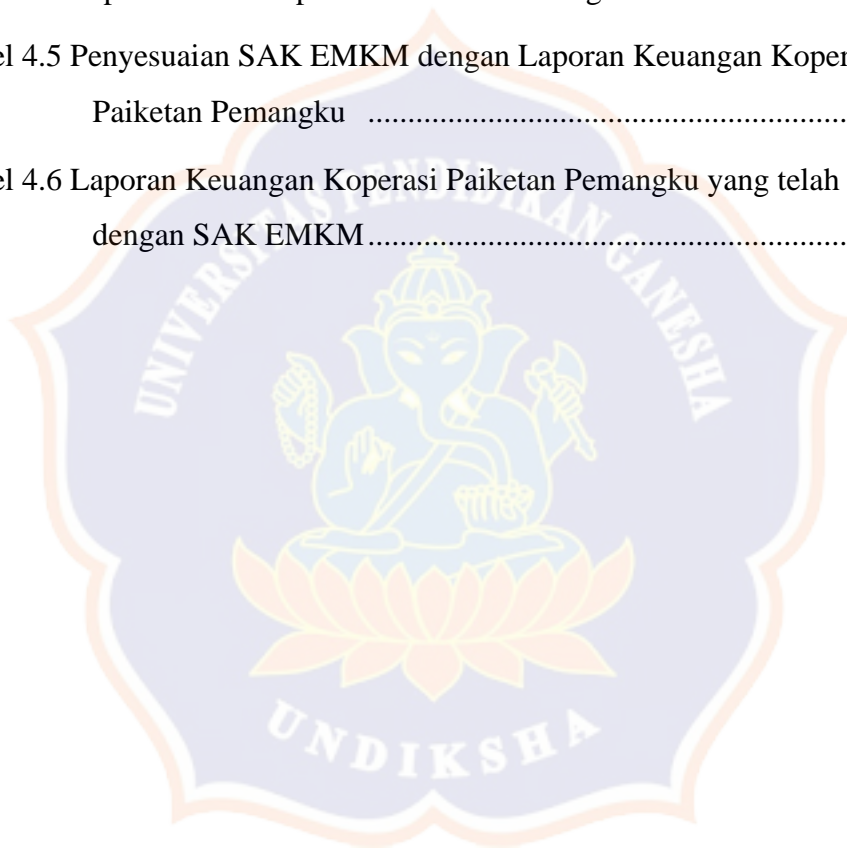 el 4.5 Penyesuaian SAK EMKM dengan Laporan Keuangan Koper
Paiketan Pemangku ............................................................
el 4.6 Laporan Keuangan Koperasi Paiketan Pemangku yang telah
dengan SAK EMKM ............................................................
UNIVERSITAS PENDIDIKAN GANESHA
UNDIKSHA